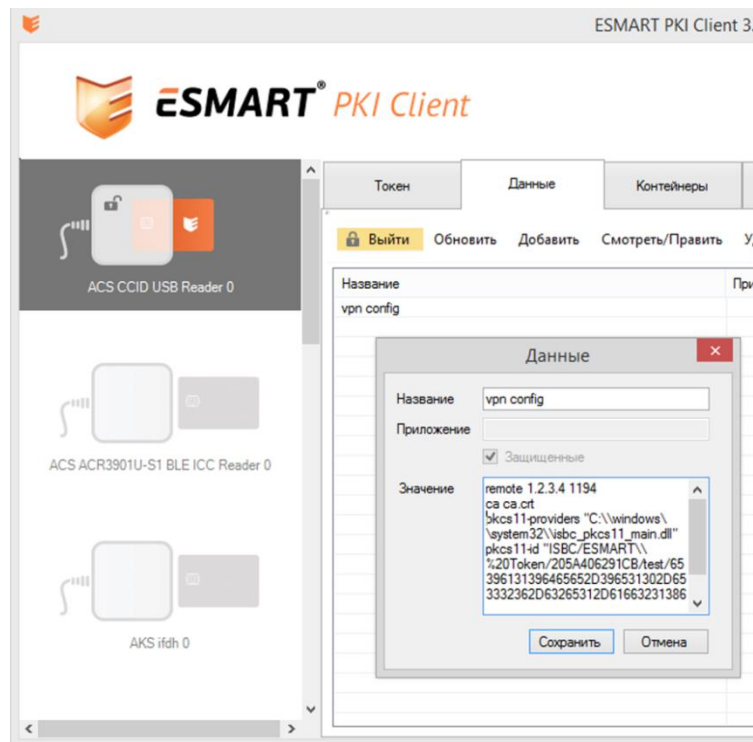 ESMART PKI Client 3.
ESMART® PKI Client
Токен
Данные
Контейнеры
Выйти
Обновить
Добавить
Смотреть/Править
ACS CCID USB Reader 0
Название
vpn config
Данные
Название
vpn config
Приложение
Защищенные
Значение
remote 1.2.3.4 1194
ca ca.crt
pkcs11-providers "C:\\windows\
\system32\\isbc_pkcs11_main.dll"
pkcs11-id "ISBC/ESMART\\
%20Token/205A406291CB/test/65
396131396465652D396531302D65
3332362D63265312D61663231386
Сохранить
Отмена
ACS ACR3901U-S1 BLE ICC Reader 0
AKS ifdh 0